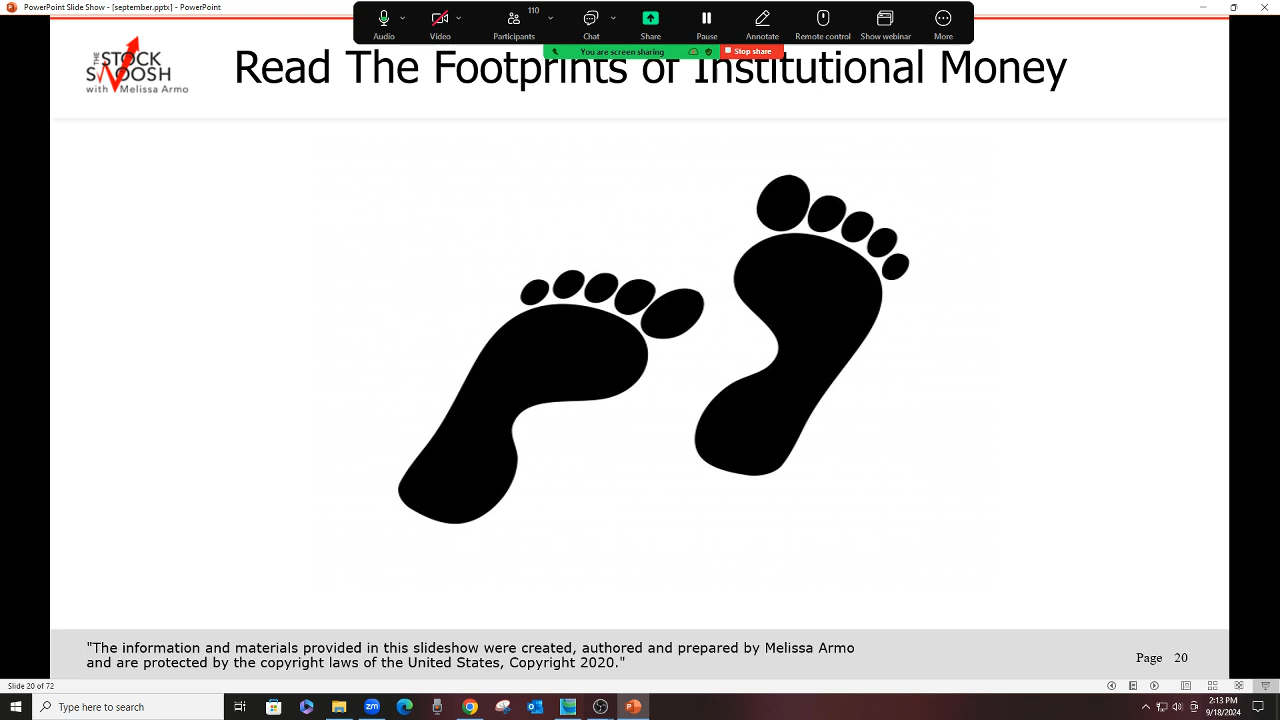 PowerPoint Slide Show - [september.pptx] - PowerPoint
Audio
Video
110
Participants
Chat
Share
Pause
Annotate
Remote control
Show webinar
More
You are screen sharing
Stop share
THE
STOCK
SWOOSH
with Melissa Armo
Read The Footprints of Institutional Money
"The information and materials provided in this slideshow were created, authored and prepared by Melissa Armo
and are protected by the copyright laws of the United States, Copyright 2020."
Page 20
Slide 20 of 72
Type here to search
2:13 PM
9/18/2024